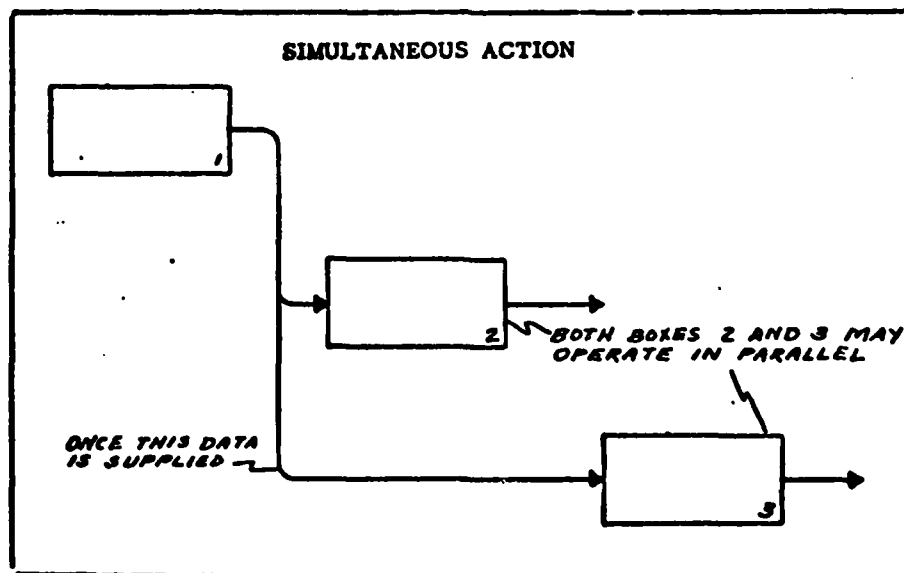 SIMULTANEOUS ACTION
1
2
BOTH BOXES 2 AND 3 MAY
OPERATE IN PARALLEL
ONCE THIS DATA
IS SUPPLIED
3